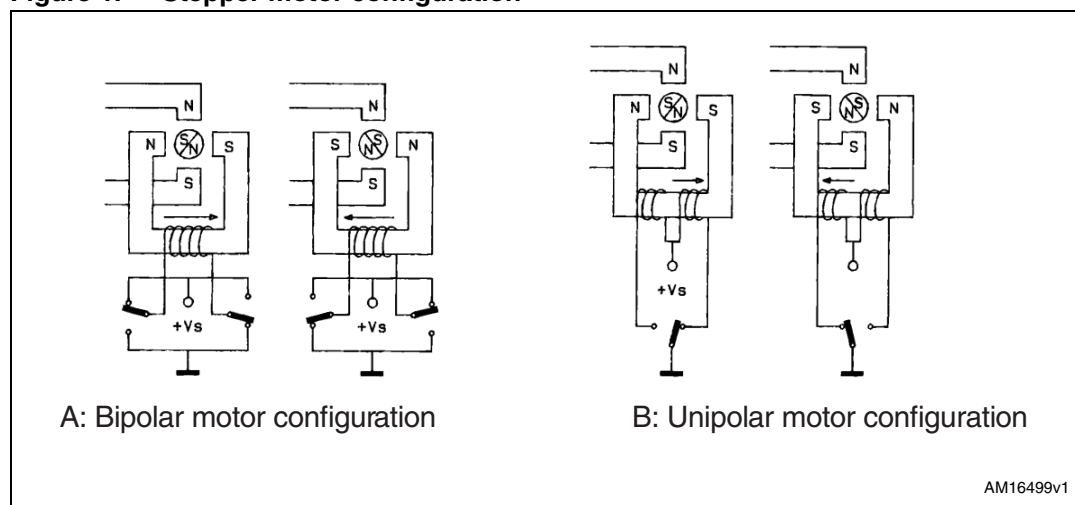 Figure 1. Stepper motor configuration
N
N
N
N
N
S
S
N
N
S
S
N
S
N
N
S
S
N
S
N
N
S
S
S
S
S
+Vs
+Vs
+Vs
A: Bipolar motor configuration
B: Unipolar motor configuration
AM16499v1